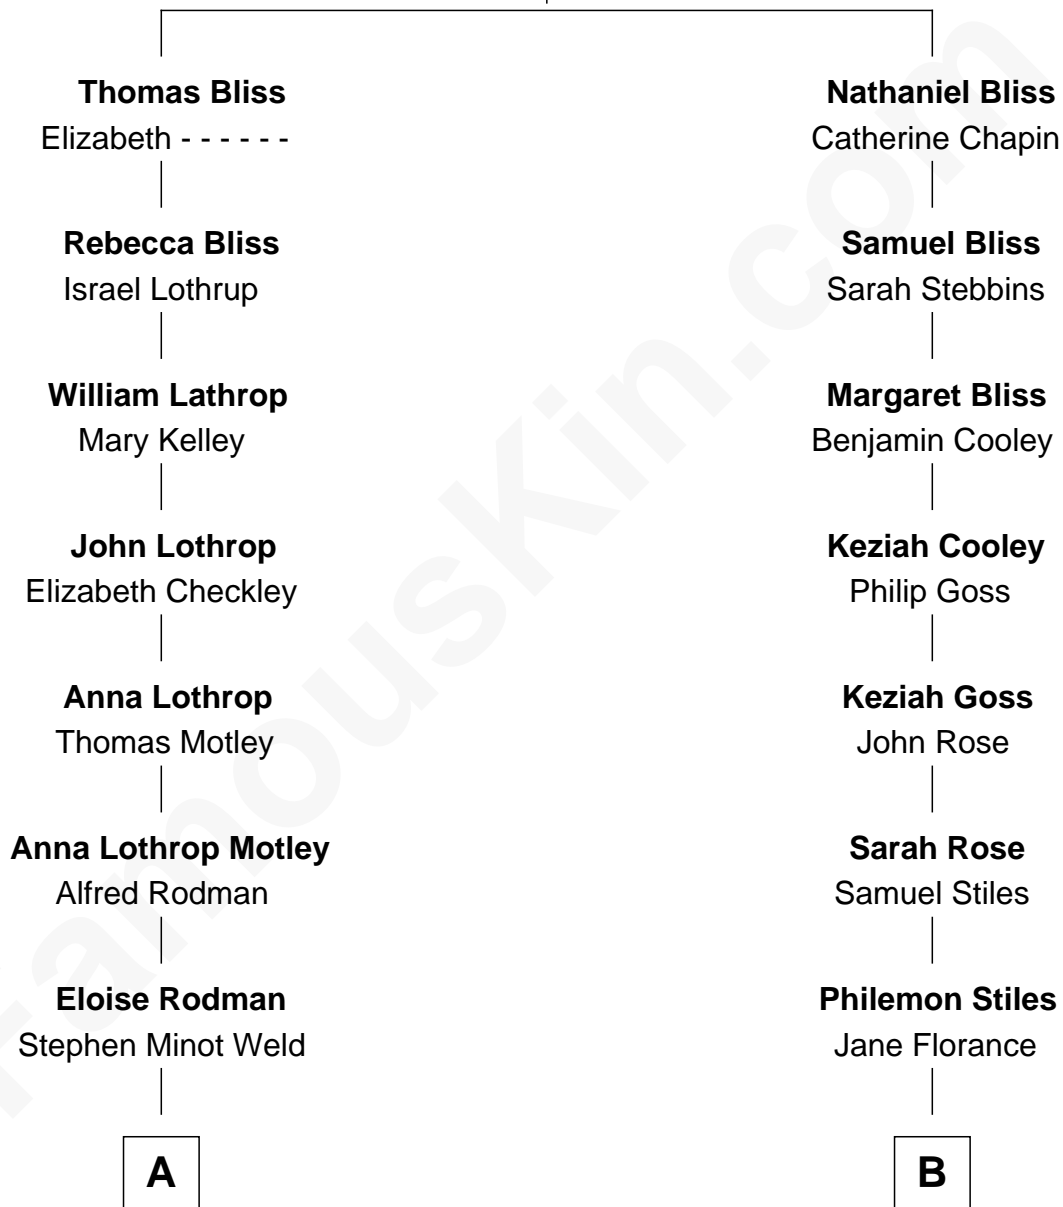 Thomas Bliss
Elizabeth - - - - - -
Rebecca Bliss
Israel Lothrup
William Lathrop
Mary Kelley
John Lothrop
Elizabeth Checkley
Anna Lothrop
Thomas Motley
Anna Lothrop Motley
Alfred Rodman
Eloise Rodman
Stephen Minot Weld
A
Nathaniel Bliss
Catherine Chapin
Samuel Bliss
Sarah Stebbins
Margaret Bliss
Benjamin Cooley
Keziah Cooley
Philip Goss
Keziah Goss
John Rose
Sarah Rose
Samuel Stiles
Philemon Stiles
Jane Florance
B
FamousKin.com